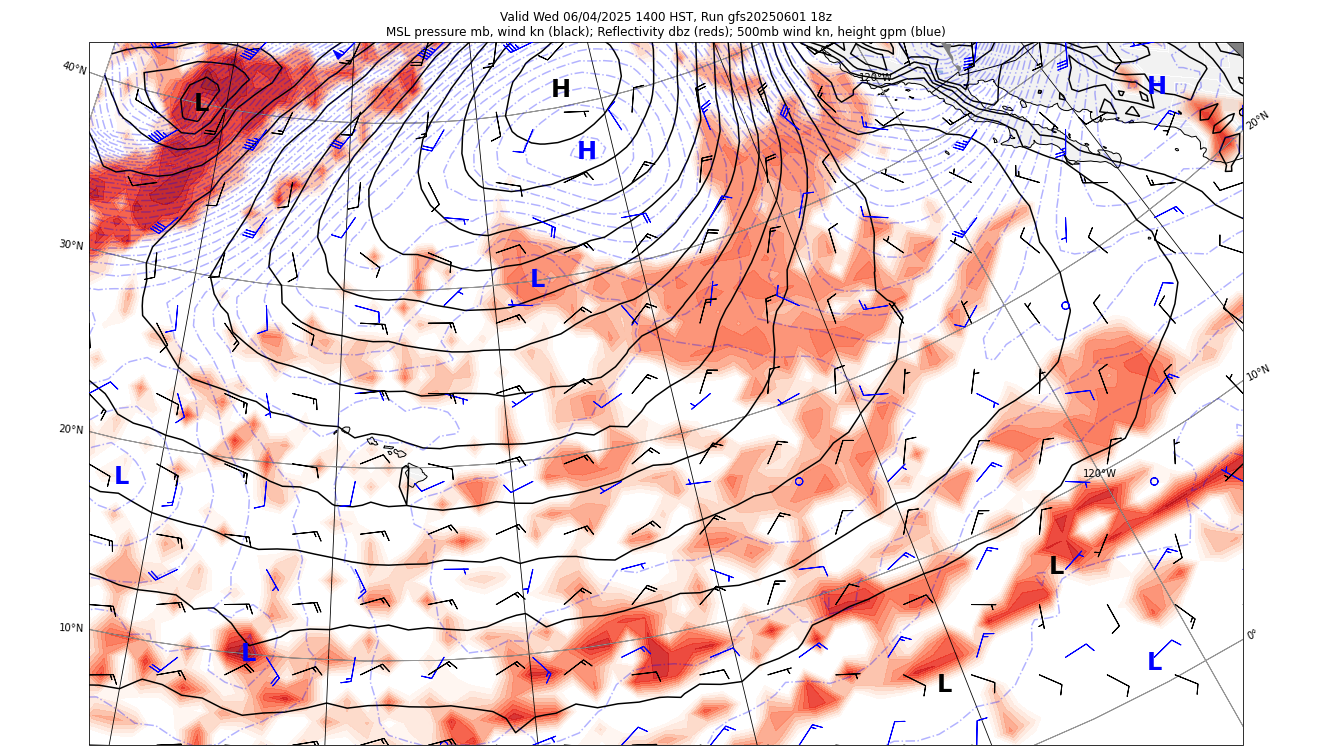 Valid Wed 06/04/2025 1400 HST, Run gfs20250601 18z
MSL pressure mb, wind kn (black); Reflectivity dbz (reds); 500mb wind kn, height gpm (blue)
40°N
120°W
H
H
L
20°N
H
30°N
L
10°N
20°N
L
120°W
L
10°N
0°
L
L
L